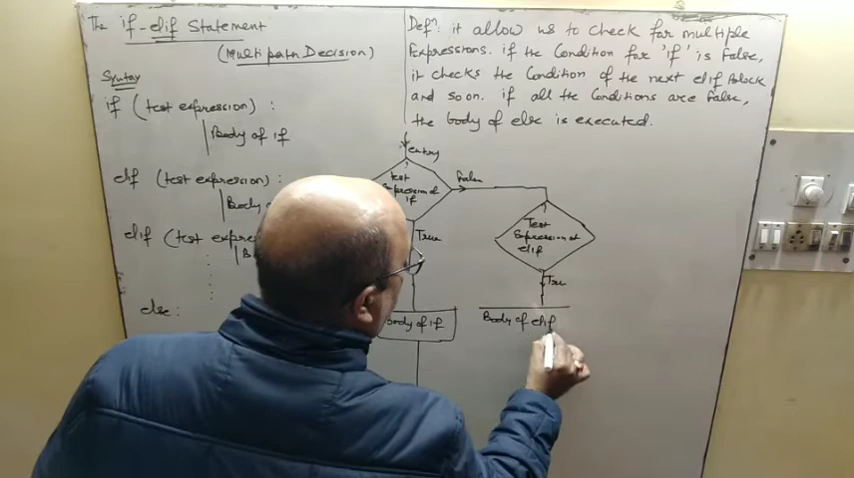 The if-elif Statement
(Multipath Decision)
Syntax
if (test expression) :
Body of if
elif (test expression) :
Body
elif (test expre
B
else:
Defn: it allow us to check for multiple
Expressions. if the Condition for 'if' is false,
it checks the Condition of the next elif block
and so on. if all the Conditions are false,
the body of else is executed.
entry
test
expression of
if
False
True
Body of if
Test
Expression of
elif
True
Body of elif